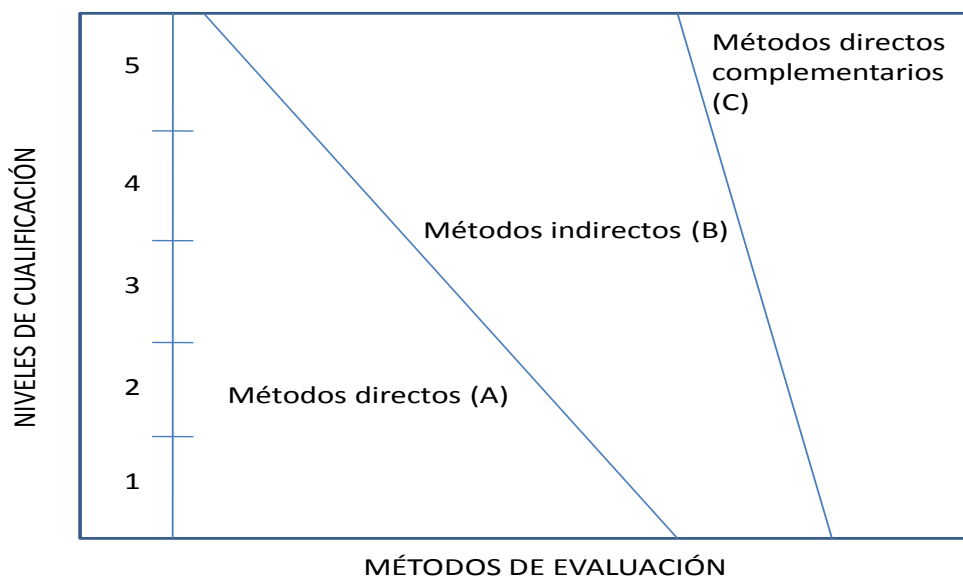 NIVELES DE CUALIFICACIÓN
5
4
3
2
1
Métodos directos
complementarios
(C)
Métodos indirectos (B)
Métodos directos (A)
MÉTODOS DE EVALUACIÓN